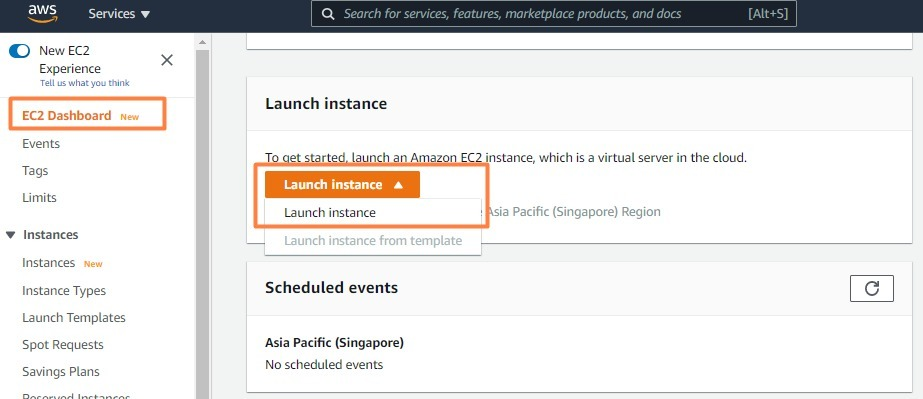 aws
Services
Search for services, features, marketplace products, and docs
[Alt+S]
New EC2
Experience
Tell us what you think
EC2 Dashboard New
Events
Tags
Limits
Instances
Instances New
Instance Types
Launch Templates
Spot Requests
Savings Plans
Reserved Instances
Launch instance
To get started, launch an Amazon EC2 instance, which is a virtual server in the cloud.
Launch instance
Launch instance
Asia Pacific (Singapore) Region
Launch instance from template
Scheduled events
Asia Pacific (Singapore)
No scheduled events